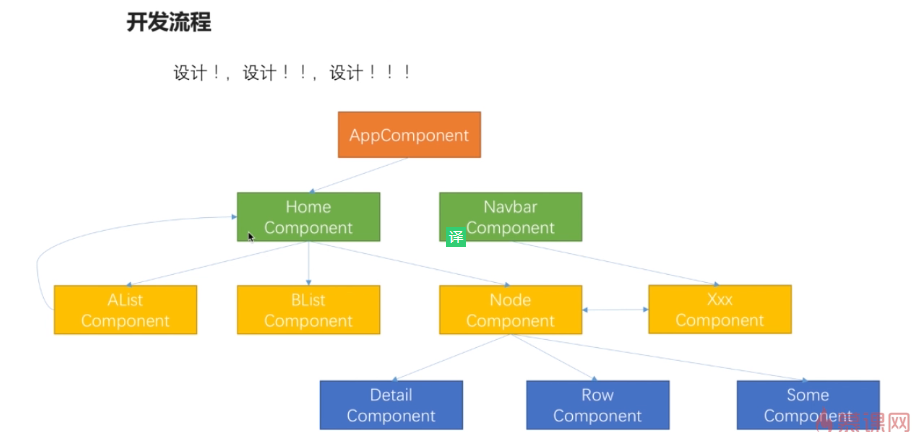 开发流程
设计！，设计！！，设计！！！
AppComponent
Home
Component
Navbar
Component
译
AList
Component
BList
Component
Node
Component
Xxx
Component
Detail
Component
Row
Component
Some
Component
慕课网